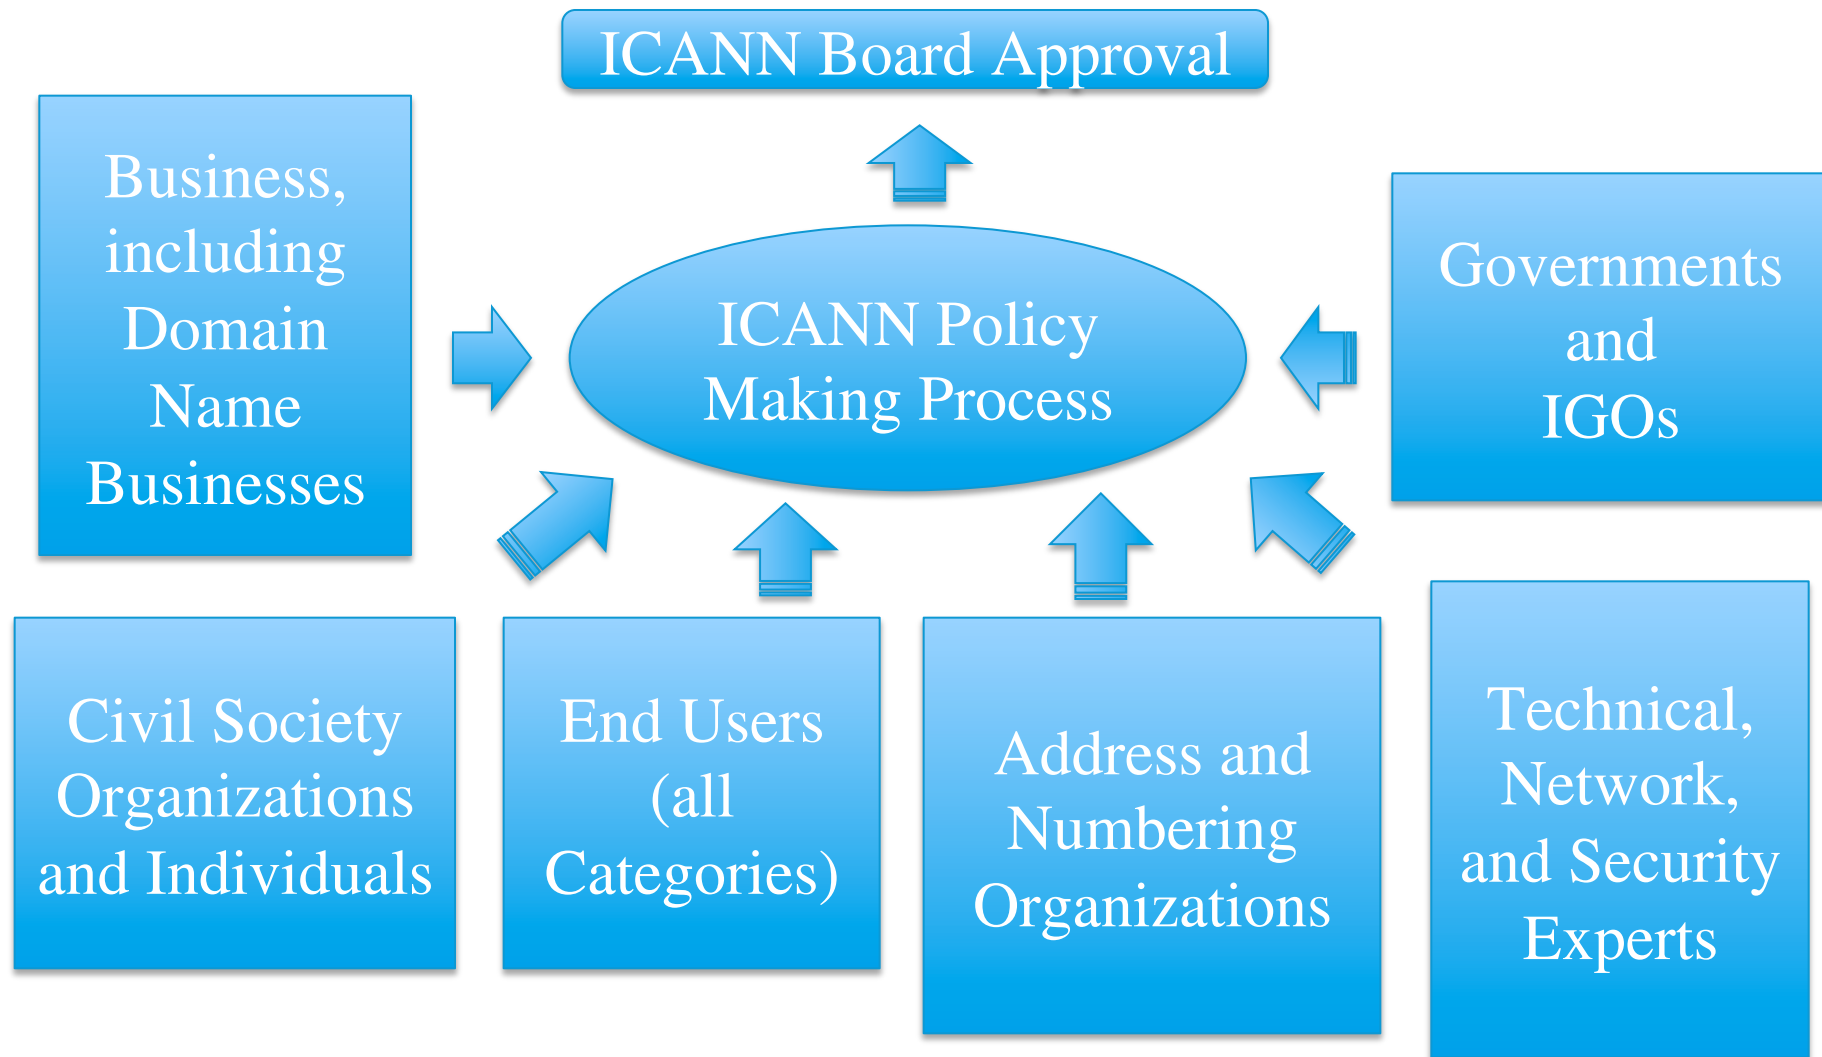 ICANN Board Approval
Business,
including
Domain
Name
Businesses
ICANN Policy
Making Process
Governments
and
IGOs
Civil Society
Organizations
and Individuals
End Users
(all
Categories)
Address and
Numbering
Organizations
Technical,
Network,
and Security
Experts